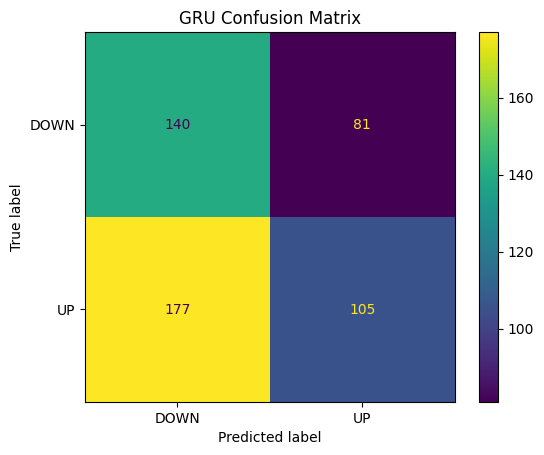 GRU Confusion Matrix
DOWN
140
81
UP
177
105
DOWN
UP
True label
Predicted label
160
140
120
100